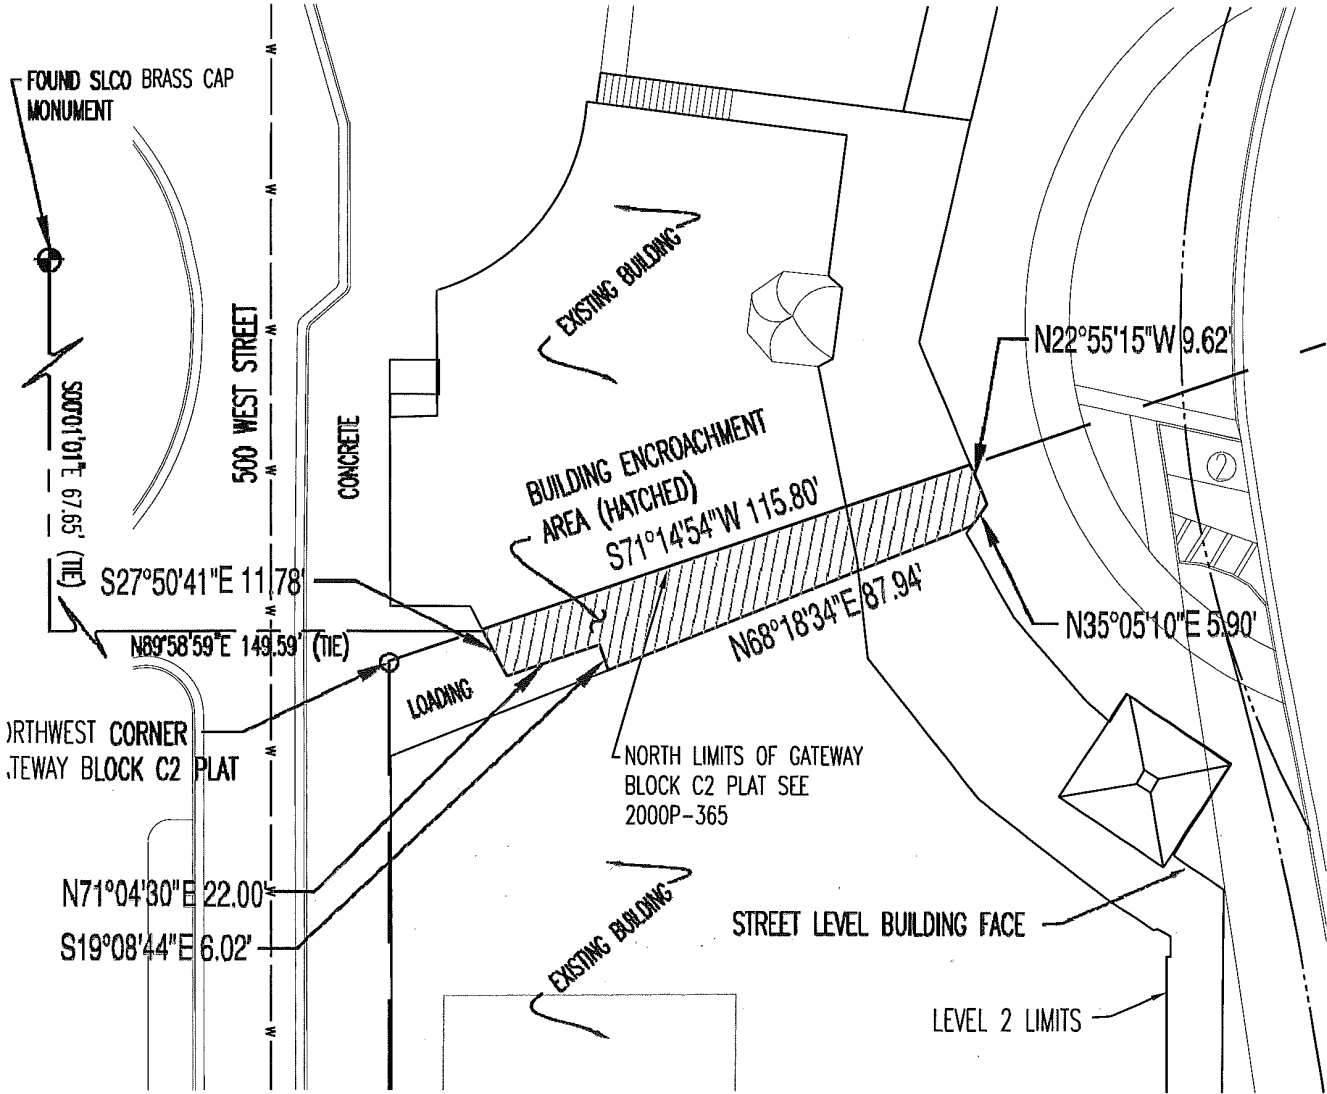 FOUND SLCO BRASS CAP
MONUMENT
500 WEST STREET
CONCRETE
EXISTING BUILDING
N22°55'15"W 9.62'
S00°01'01"E 67.65' (TIE)
BUILDING ENCROACHMENT
AREA (HATCHED)
S71°14'54"W 115.80'
2
S27°50'41"E 11.78'
N89°58'59"E 149.59' (TIE)
N68°18'34"E 87.94'
N35°05'10"E 5.90'
LOADING
RTHWEST CORNER
TEWAY BLOCK C2 PLAT
NORTH LIMITS OF GATEWAY
BLOCK C2 PLAT SEE
2000P-365
N71°04'30"E 22.00'
S19°08'44"E 6.02'
EXISTING BUILDING
STREET LEVEL BUILDING FACE
LEVEL 2 LIMITS
W
W
W
W
W
W
W
W